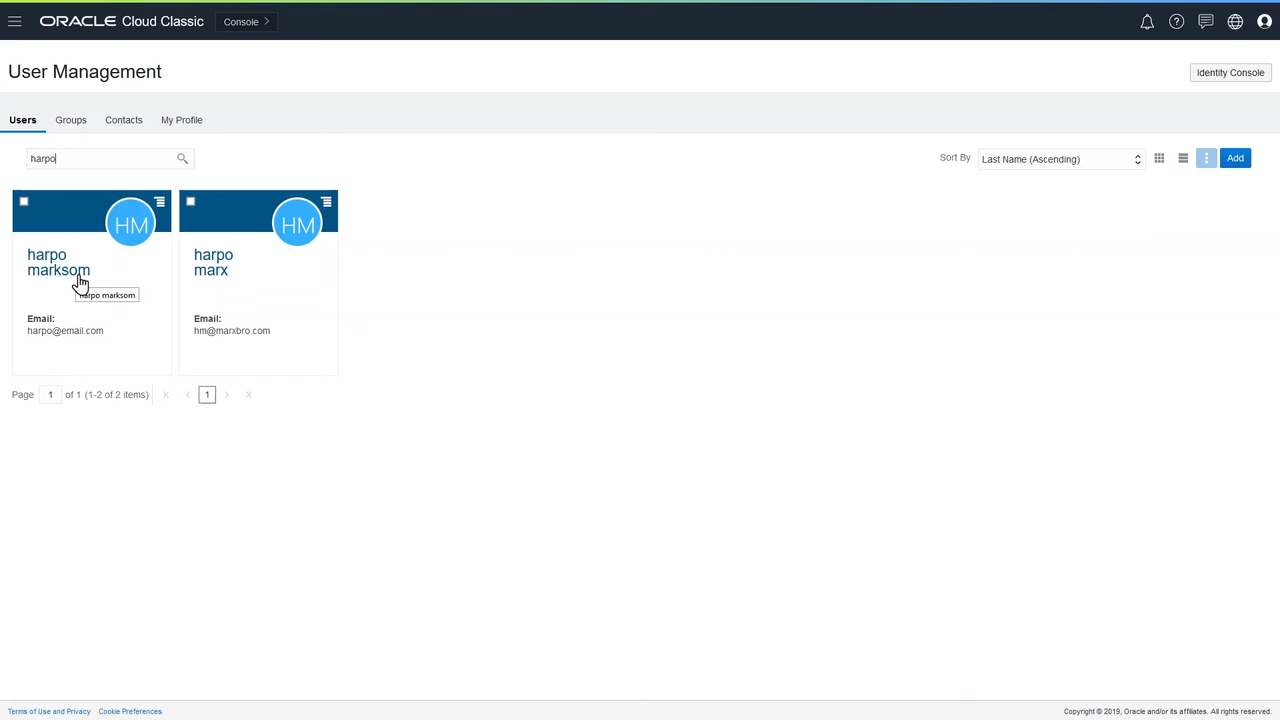 ORACLE Cloud Classic Console
User Management
Identity Console
Users Groups Contacts My Profile
harpo
Sort By Last Name (Ascending) Add
HM HM
harpo
marksom
harpo
marx
harpo marksom
Email:
harpo@email.com
Email:
hm@marxbro.com
Page 1 of 1 (1-2 of 2 items) 1
Terms of Use and Privacy Cookie Preferences
Copyright © 2019, Oracle and/or its affiliates. All rights reserved.